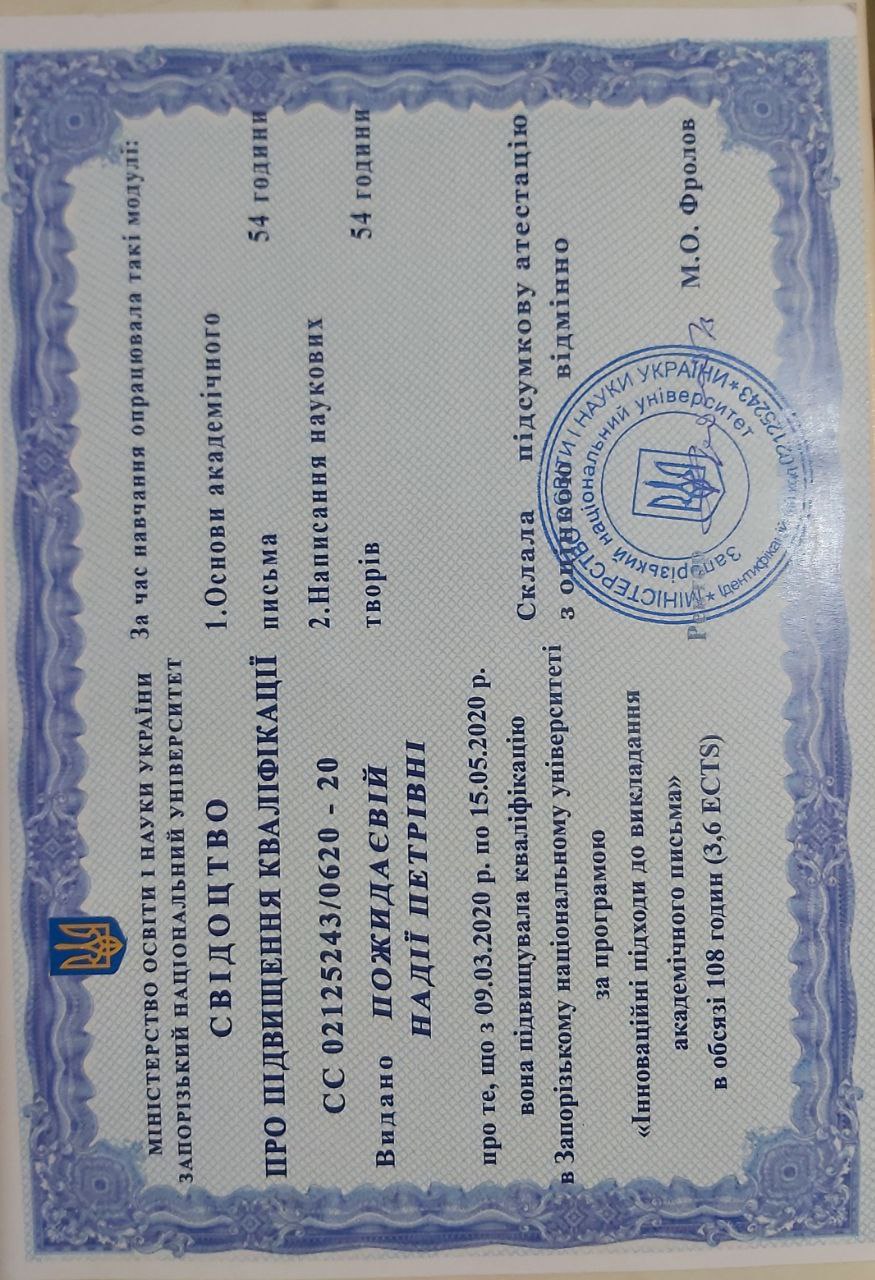 МІНІСТЕРСТВО ОСВІТИ І НАУКИ УКРАЇНИ
ЗАПОРІЗЬКИЙ НАЦІОНАЛЬНИЙ УНІВЕРСИТЕТ
СВІДОЦТВО
ПРО ПІДВИЩЕННЯ КВАЛІФІКАЦІЇ
СС 02125243/0620 - 20
Видано ПОЖИДАЄВІЙ
НАДІЇ ПЕТРІВНІ
про те, що з 09.03.2020 р. по 15.05.2020 р.
вона підвищувала кваліфікацію
в Запорізькому національному університеті
за програмою
«Інноваційні підходи до викладання
академічного письма»
в обсязі 108 годин (3,6 ECTS)
За час навчання опрацювала такі модулі:
1.Основи академічного
письма 54 години
2.Написання наукових
творів 54 години
Склала підсумкову атестацію
з оцінкою відмінно
Ректор М.О. Фролов
МІНІСТЕРСТВО ОСВІТИ І НАУКИ УКРАЇНИ
Запорізький національний університет
02125243